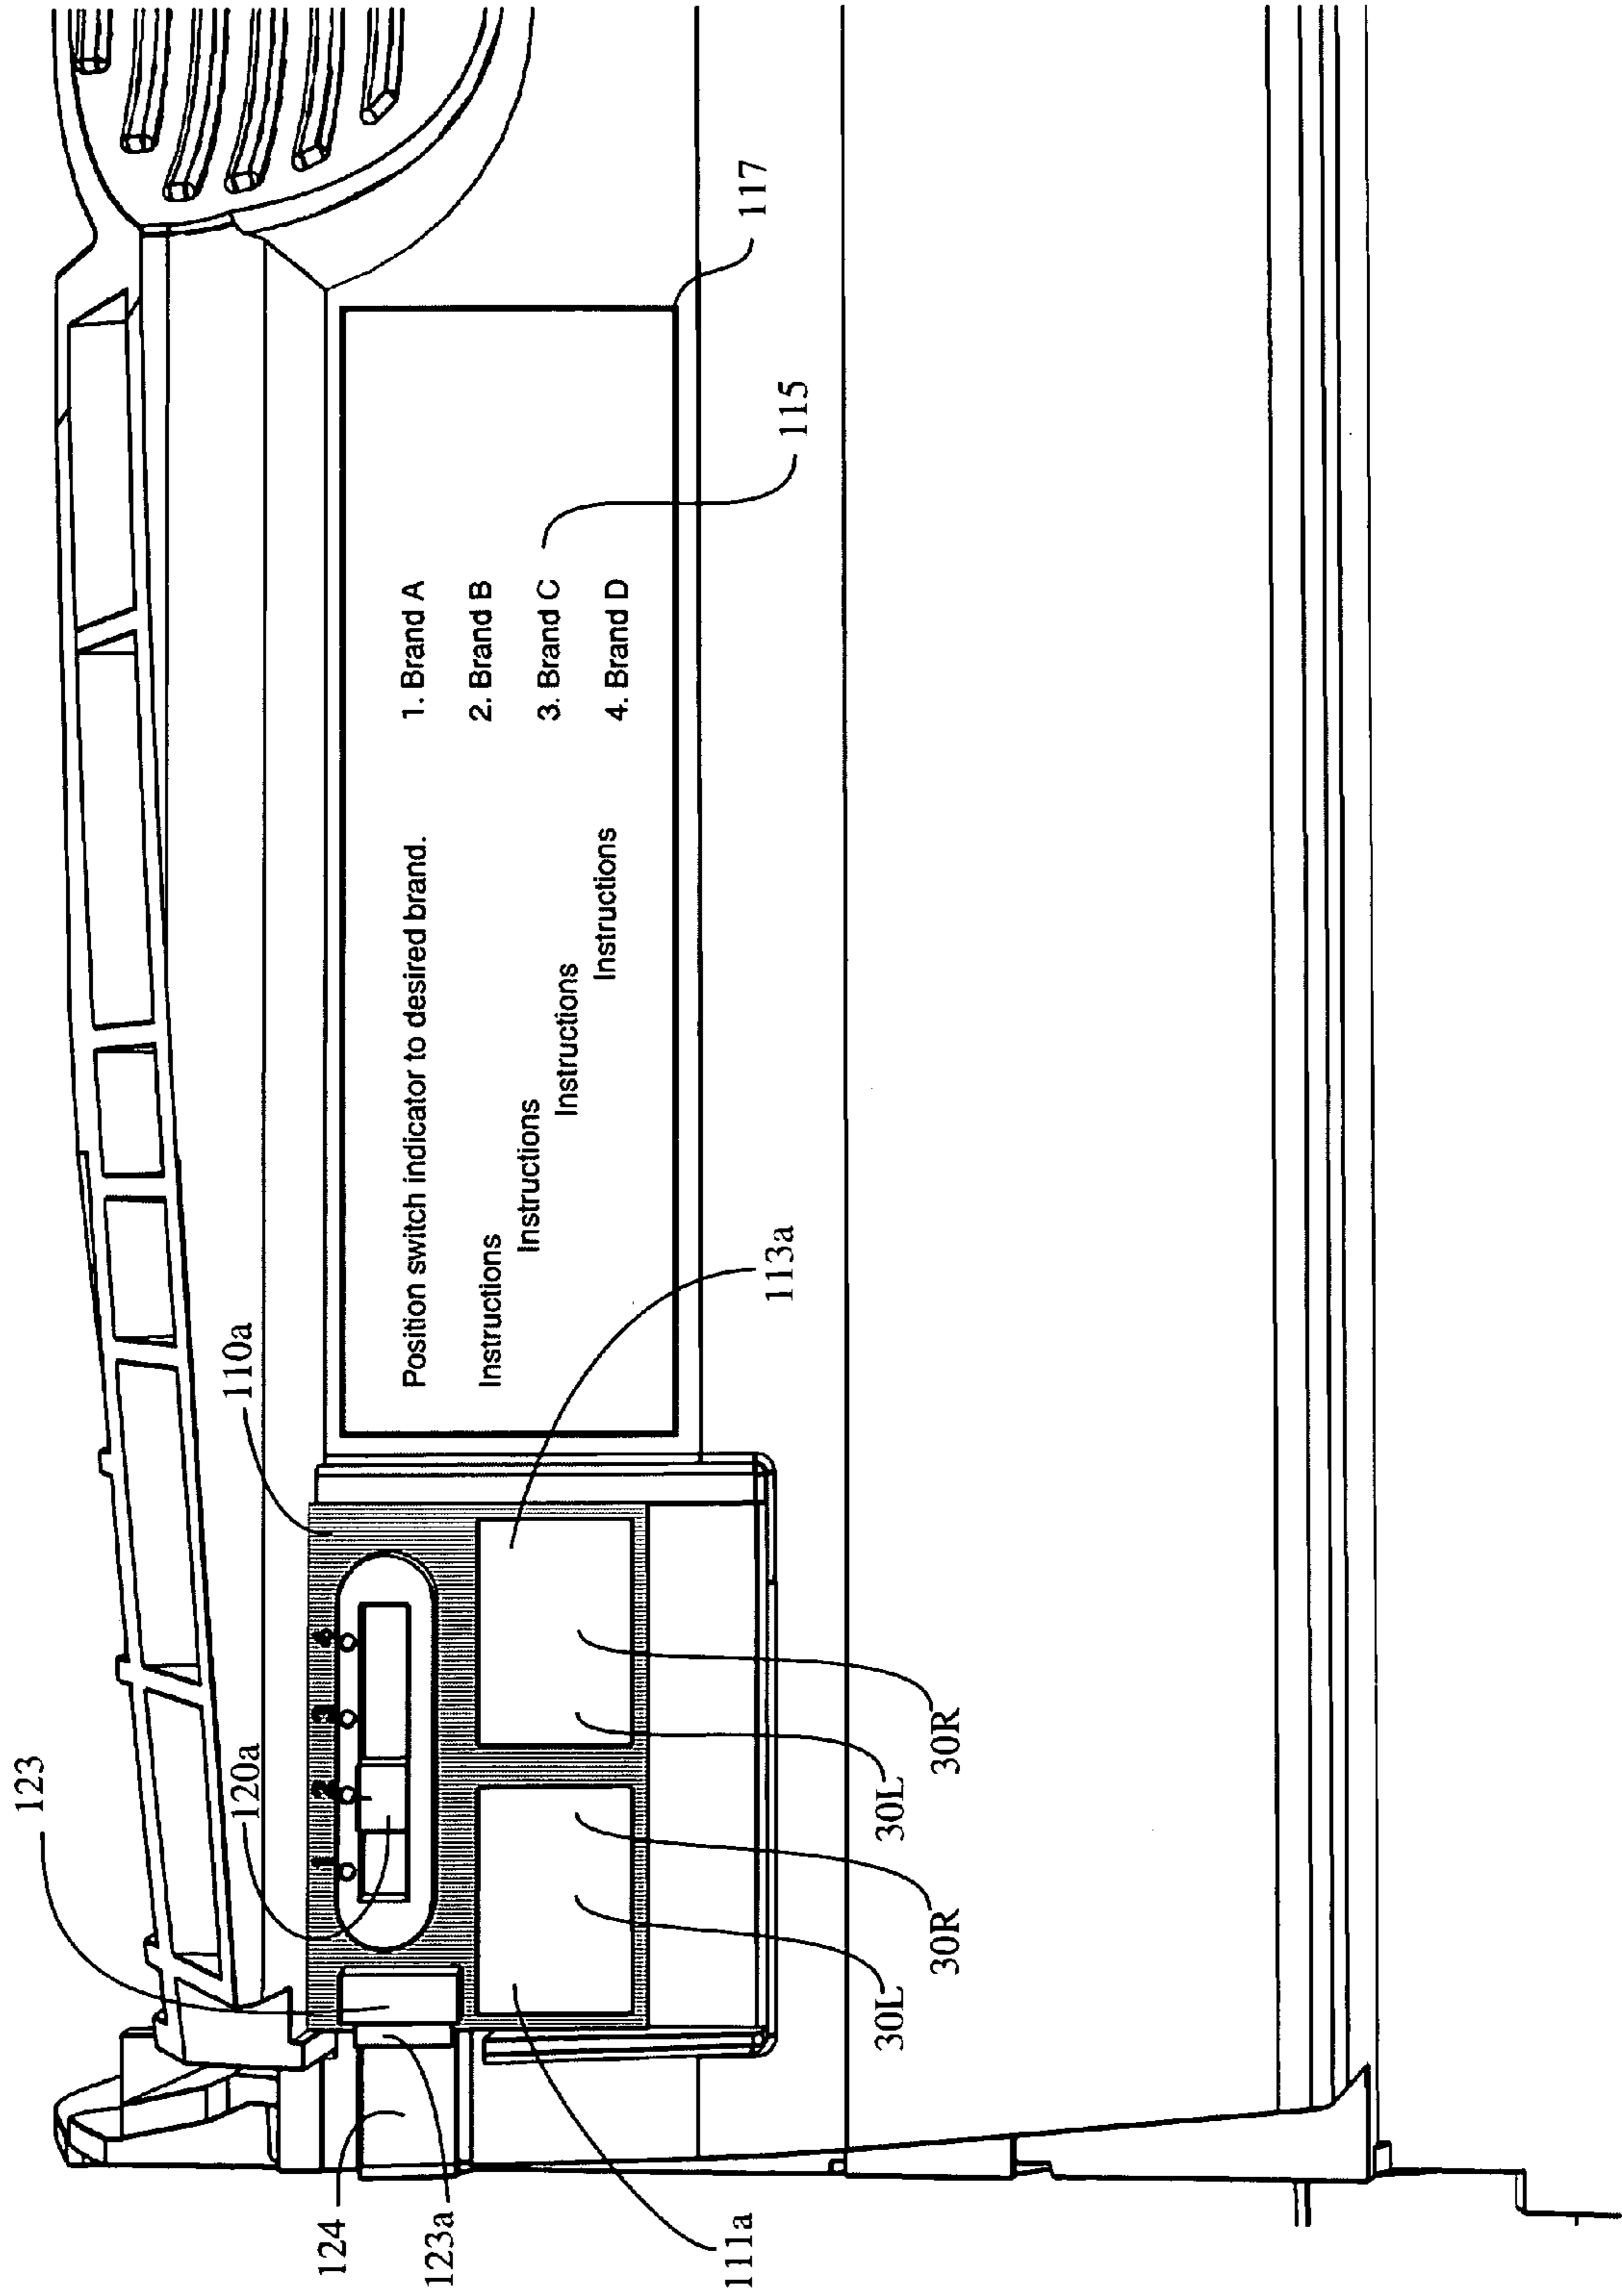 123
120a
110a
1 2 3 4
Position switch indicator to desired brand.
Instructions
Instructions
Instructions
Instructions
1. Brand A
2. Brand B
3. Brand C
4. Brand D
117
115
113a
124
123a
111a
30L
30R
30L
30R